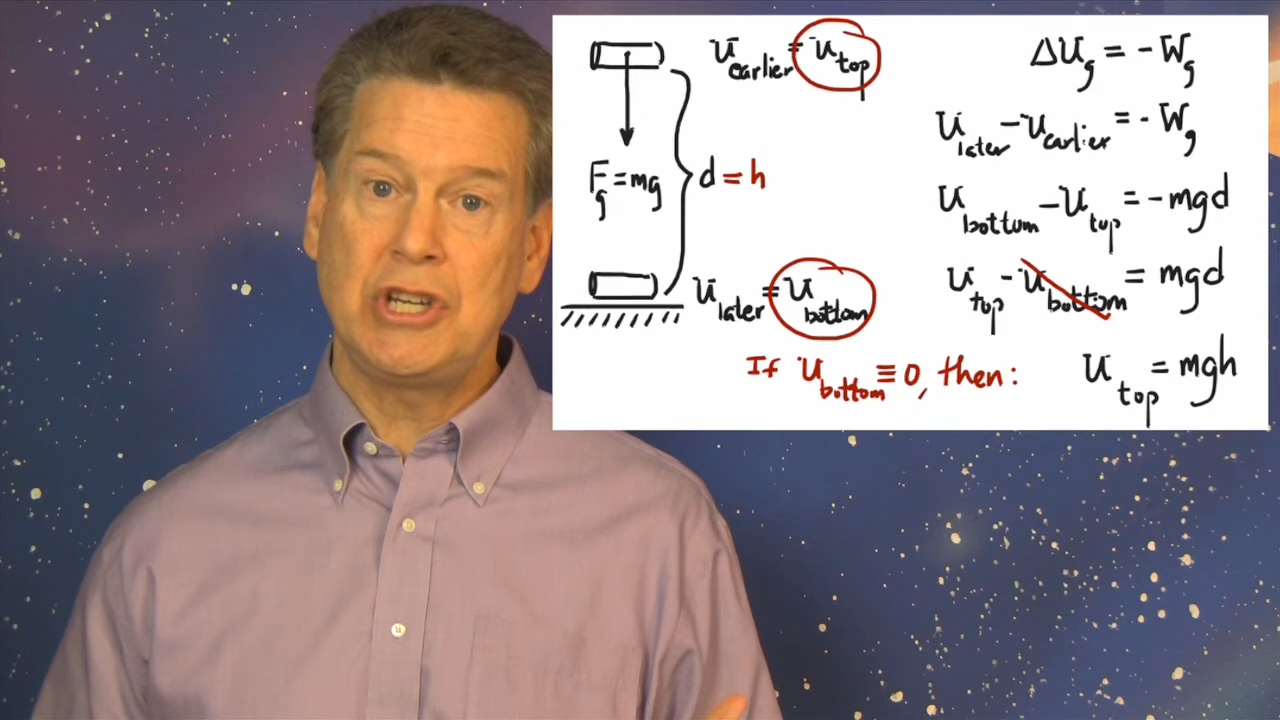 U_earlier = U_top
F_g = mg
d = h
U_later = U_bottom
ΔU_g = -W_g
U_later - U_earlier = -W_g
U_bottom - U_top = -mgd
U_top - U_bottom = mgd
If U_bottom ≡ 0, then: U_top = mgh